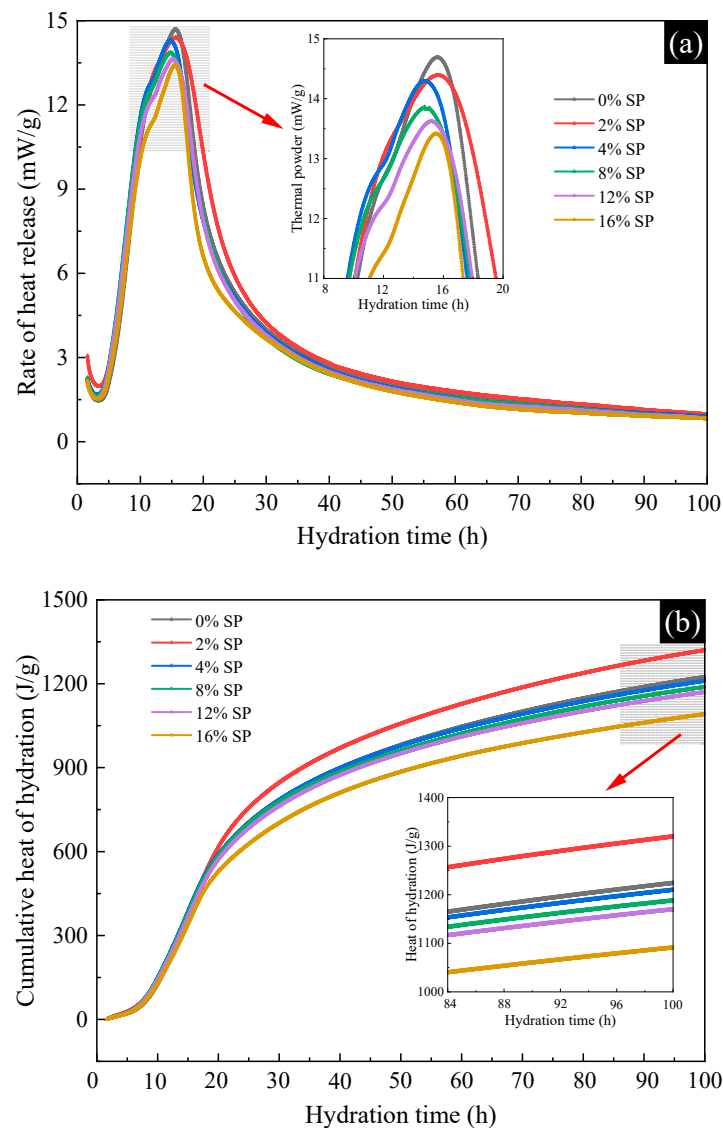 (a)
Rate of heat release (mW/g)
15
12
9
6
3
0
0 10 20 30 40 50 60 70 80 90 100
Hydration time (h)
Thermal powder (mW/g)
15
14
13
12
11
8 12 16 20
Hydration time (h)
0% SP
2% SP
4% SP
8% SP
12% SP
16% SP
(b)
Cumulative heat of hydration (J/g)
1500
1200
900
600
300
0
0 10 20 30 40 50 60 70 80 90 100
Hydration time (h)
0% SP
2% SP
4% SP
8% SP
12% SP
16% SP
Heat of hydration (J/g)
1400
1300
1200
1100
1000
84 88 92 96 100
Hydration time (h)